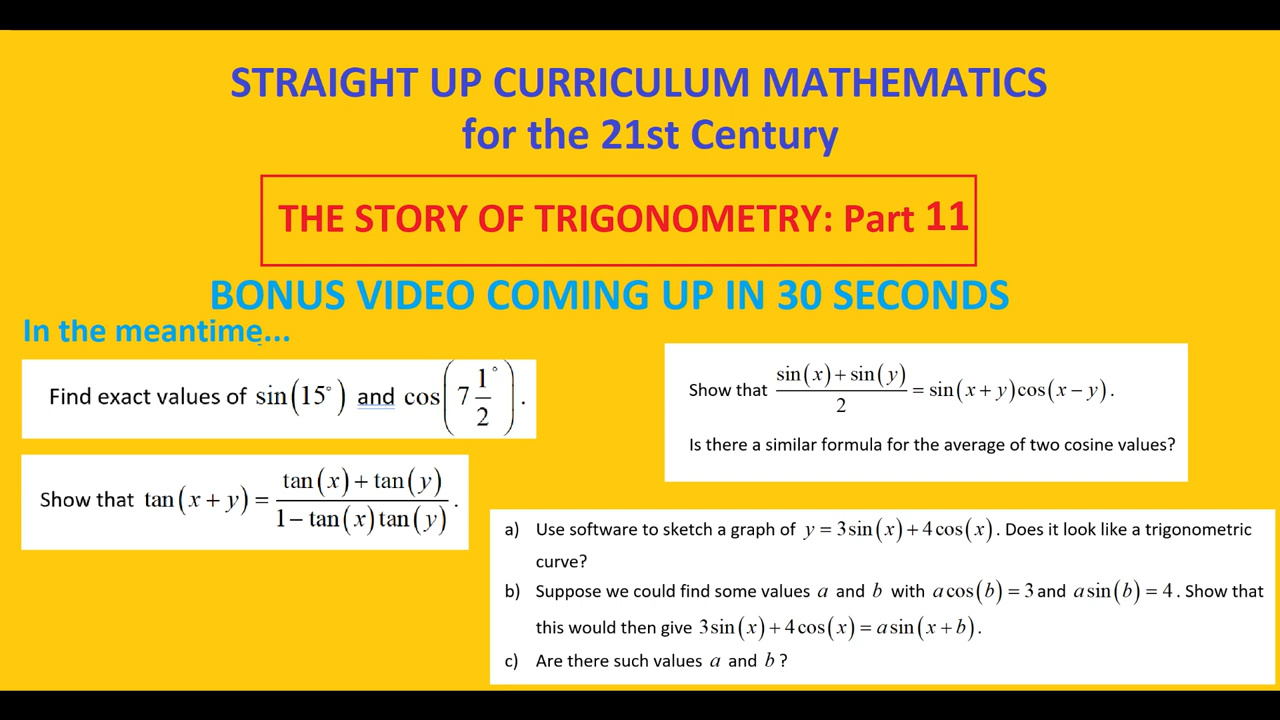 STRAIGHT UP CURRICULUM MATHEMATICS
for the 21st Century
THE STORY OF TRIGONOMETRY: Part 11
BONUS VIDEO COMING UP IN 30 SECONDS
In the meantime...
Find exact values of sin(15°) and cos(7 1/2°).
Show that tan(x + y) = (tan(x) + tan(y)) / (1 − tan(x)tan(y)).
Show that (sin(x) + sin(y)) / 2 = sin(x + y)cos(x − y).
Is there a similar formula for the average of two cosine values?
a) Use software to sketch a graph of y = 3sin(x) + 4cos(x). Does it look like a trigonometric
curve?
b) Suppose we could find some values a and b with a cos(b) = 3 and a sin(b) = 4. Show that
this would then give 3sin(x) + 4cos(x) = a sin(x + b).
c) Are there such values a and b?